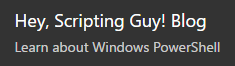 Hey, Scripting Guy! Blog
Learn about Windows PowerShell